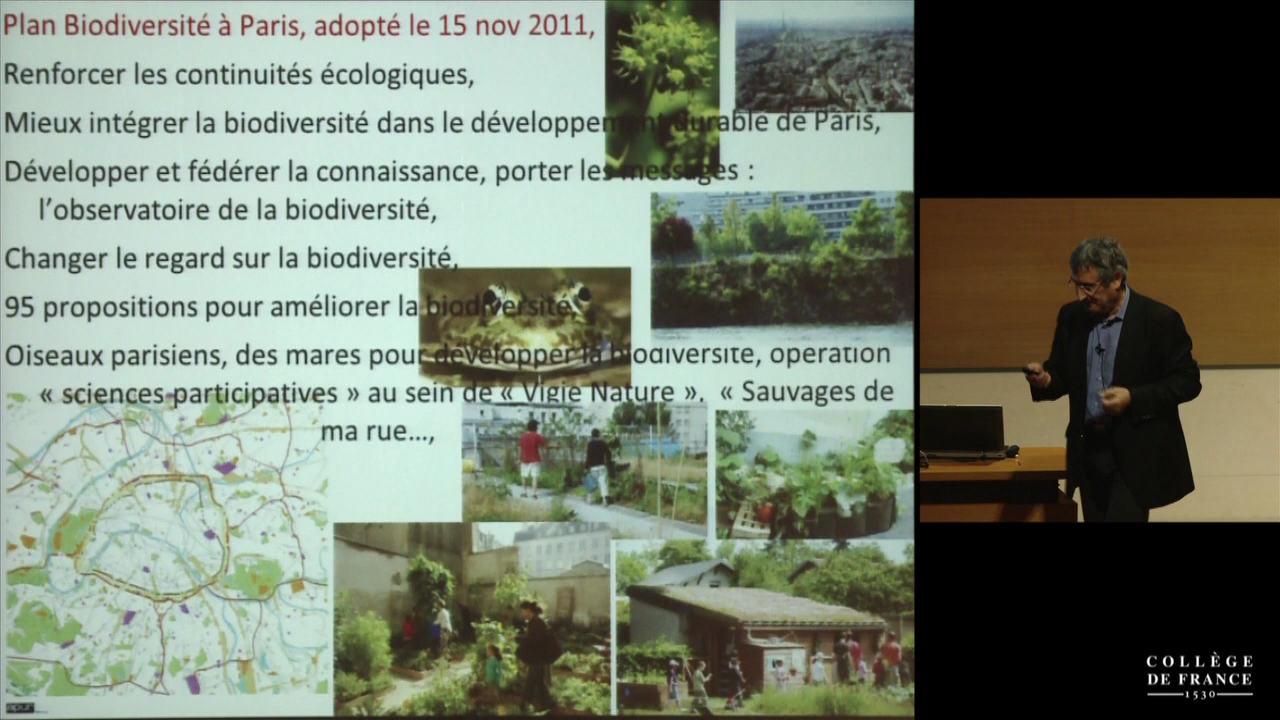 Plan Biodiversité à Paris, adopté le 15 nov 2011,
Renforcer les continuités écologiques,
Mieux intégrer la biodiversité dans le développement durable de Paris,
Développer et fédérer la connaissance, porter les messages :
l’observatoire de la biodiversité,
Changer le regard sur la biodiversité,
95 propositions pour améliorer la biodiversité,
Oiseaux parisiens, des mares pour développer la biodiversité, opération
« sciences participatives » au sein de « Vigie Nature », « Sauvages de
ma rue…,
apur
COLLÈGE
DE FRANCE
1530